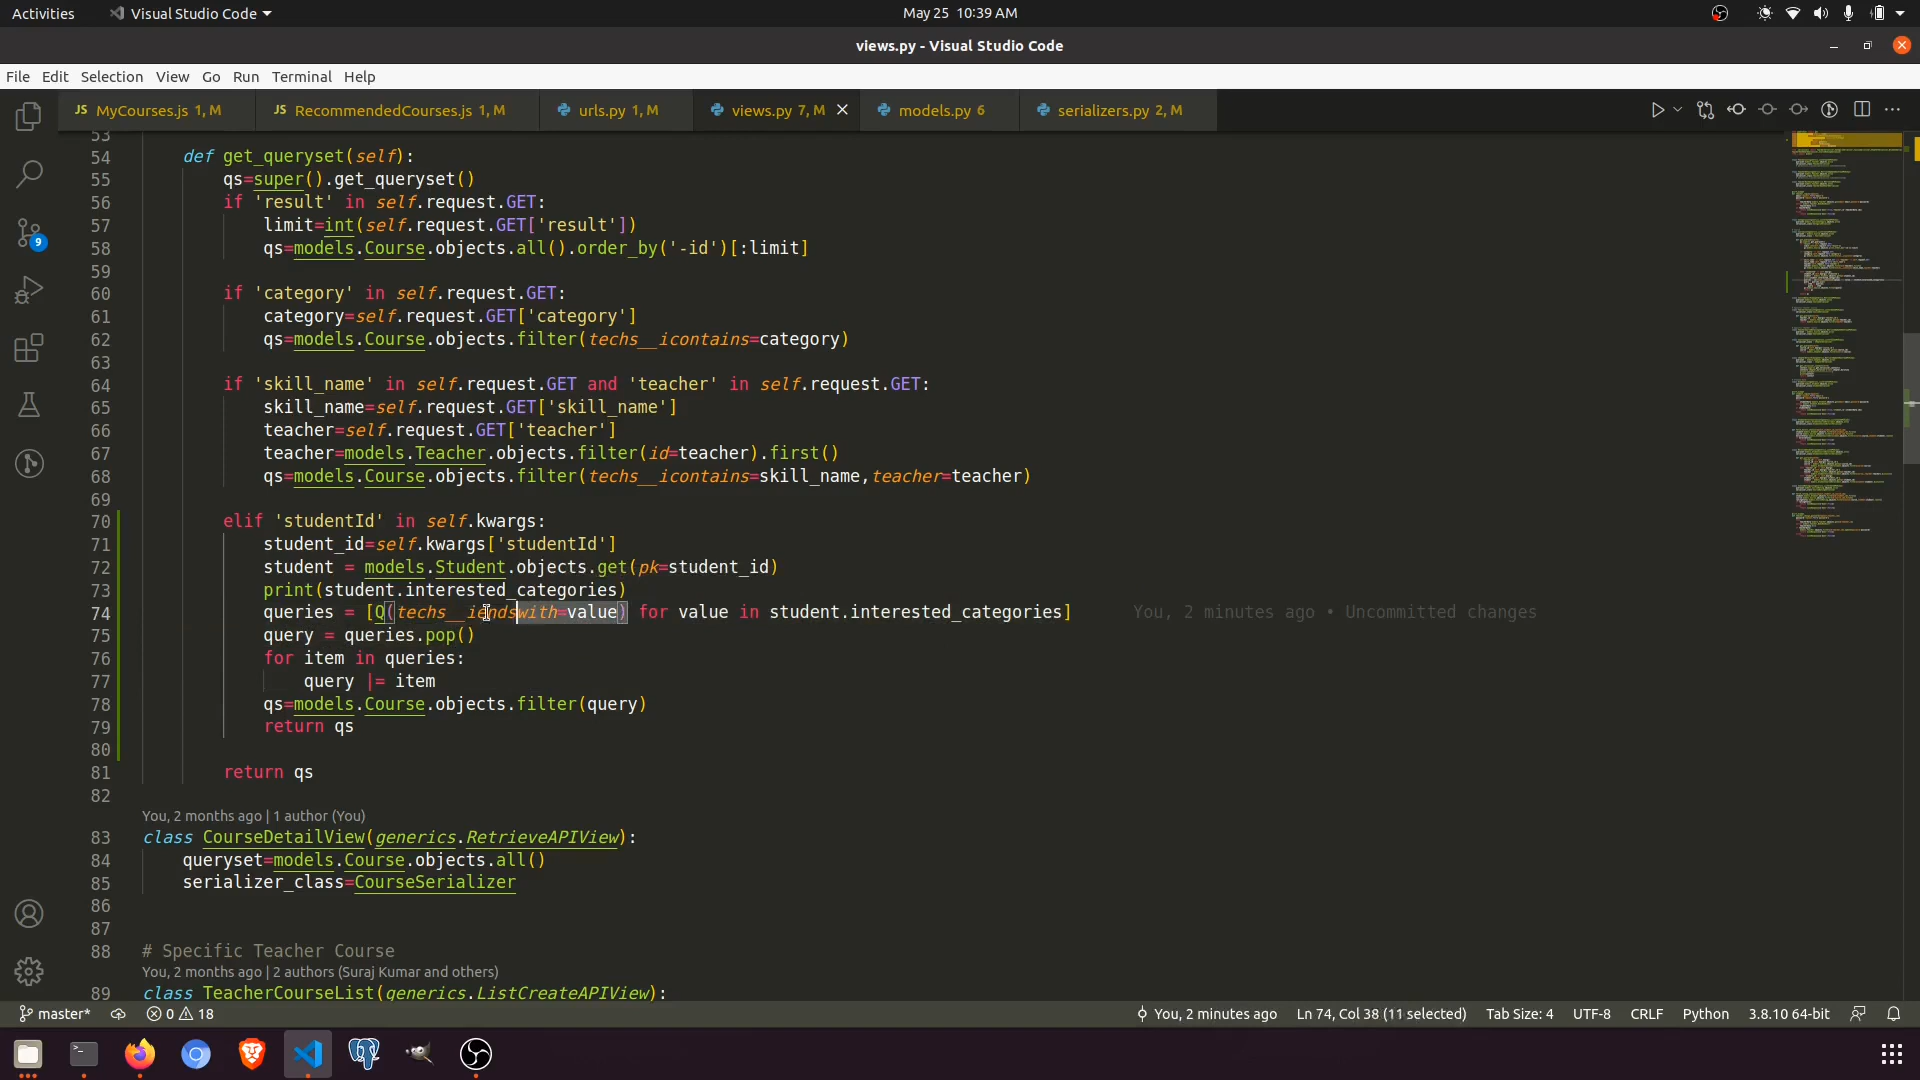 Activities
Visual Studio Code
May 25 10:39 AM
views.py - Visual Studio Code
File Edit Selection View Go Run Terminal Help
JS MyCourses.js 1, M
JS RecommendedCourses.js 1, M
urls.py 1, M
views.py 7, M
models.py 6
serializers.py 2, M
53
54 def get_queryset(self):
55 qs=super().get_queryset()
56 if 'result' in self.request.GET:
57 limit=int(self.request.GET['result'])
58 qs=models.Course.objects.all().order_by('-id')[:limit]
59
60 if 'category' in self.request.GET:
61 category=self.request.GET['category']
62 qs=models.Course.objects.filter(techs__icontains=category)
63
64 if 'skill_name' in self.request.GET and 'teacher' in self.request.GET:
65 skill_name=self.request.GET['skill_name']
66 teacher=self.request.GET['teacher']
67 teacher=models.Teacher.objects.filter(id=teacher).first()
68 qs=models.Course.objects.filter(techs__icontains=skill_name,teacher=teacher)
69
70 elif 'studentId' in self.kwargs:
71 student_id=self.kwargs['studentId']
72 student = models.Student.objects.get(pk=student_id)
73 print(student.interested_categories)
74 queries = [Q(techs__iendswith=value) for value in student.interested_categories] You, 2 minutes ago • Uncommitted changes
75 query = queries.pop()
76 for item in queries:
77 query |= item
78 qs=models.Course.objects.filter(query)
79 return qs
80
81 return qs
82
You, 2 months ago | 1 author (You)
83 class CourseDetailView(generics.RetrieveAPIView):
84 queryset=models.Course.objects.all()
85 serializer_class=CourseSerializer
86
87
88 # Specific Teacher Course
You, 2 months ago | 2 authors (Suraj Kumar and others)
89 class TeacherCourseList(generics.ListCreateAPIView):
9
master* 0 18
You, 2 minutes ago Ln 74, Col 38 (11 selected) Tab Size: 4 UTF-8 CRLF Python 3.8.10 64-bit